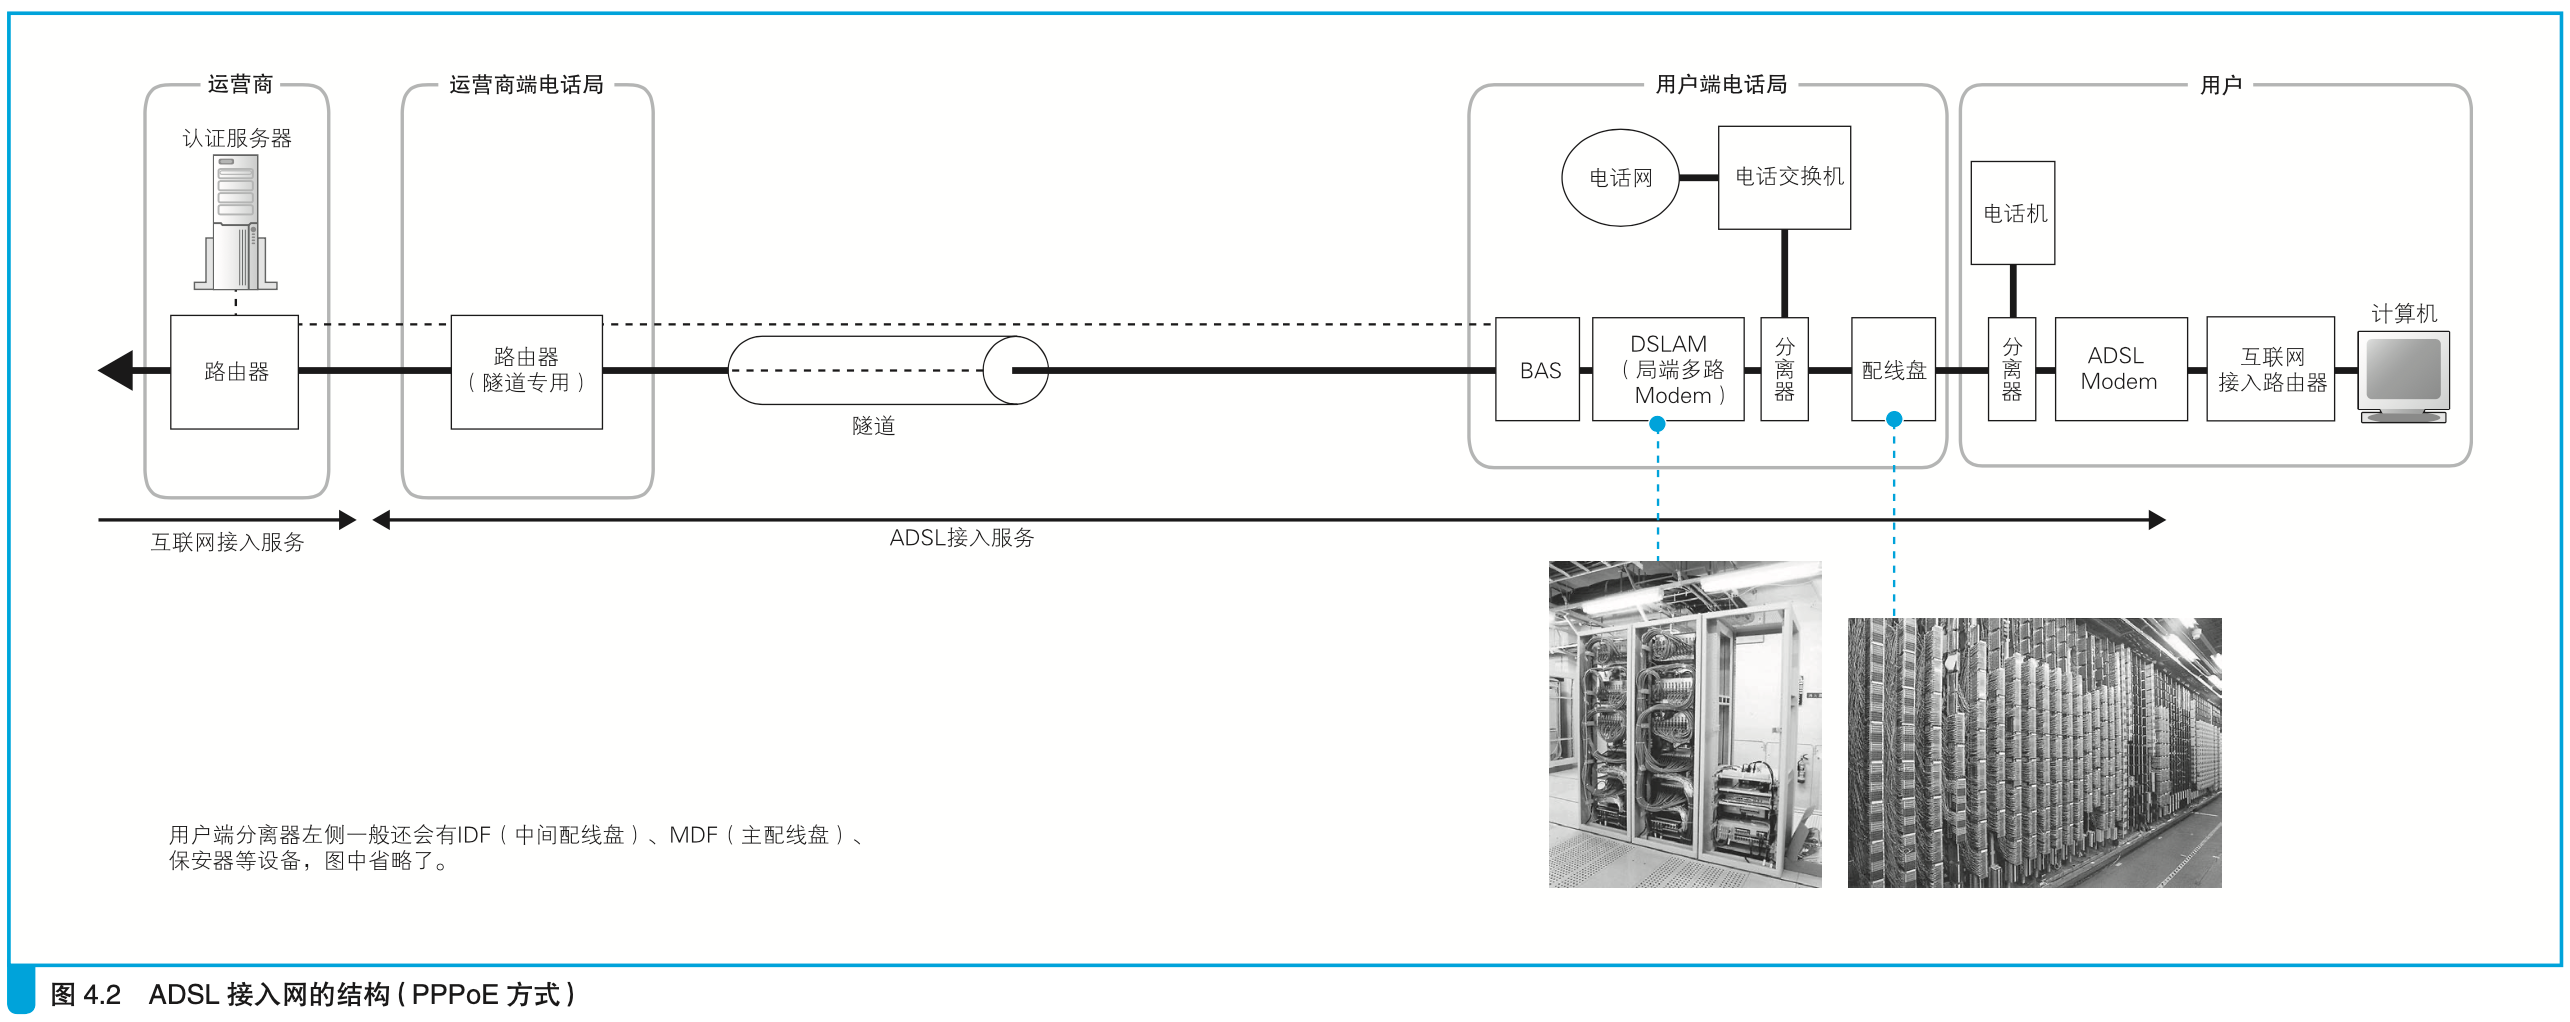 运营商
运营商端电话局
用户端电话局
用户
认证服务器
电话网
电话交换机
电话机
计算机
路由器
路由器
（隧道专用）
隧道
BAS
DSLAM
（局端多路
Modem）
分离器
配线盘
分离器
ADSL
Modem
互联网
接入路由器
互联网接入服务
ADSL接入服务
用户端分离器左侧一般还会有IDF（中间配线盘）、MDF（主配线盘）、
保安器等设备，图中省略了。
图 4.2 ADSL 接入网的结构（PPPoE 方式）